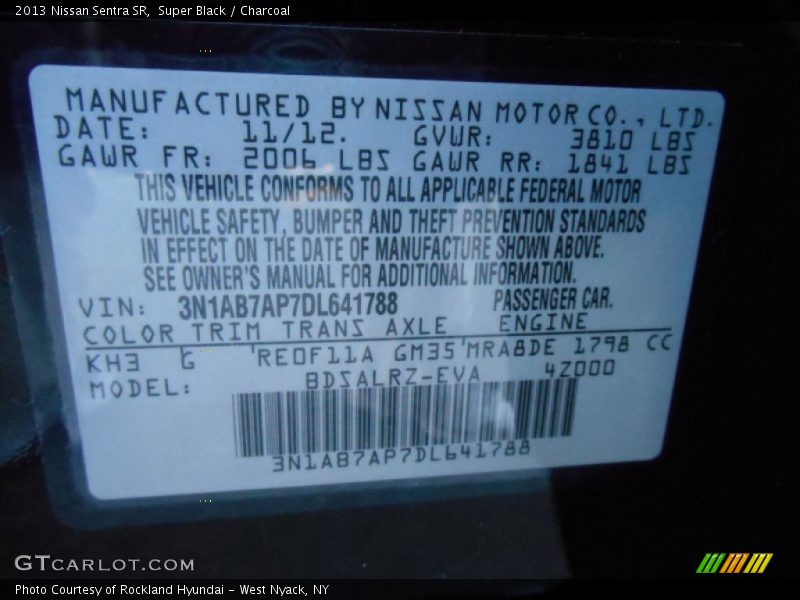 2013 Nissan Sentra SR, Super Black / Charcoal
MANUFACTURED BY NISSAN MOTOR CO., LTD.
DATE: 11/12. GVWR: 3810 LBS
GAWR FR: 2006 LBS GAWR RR: 1841 LBS
THIS VEHICLE CONFORMS TO ALL APPLICABLE FEDERAL MOTOR
VEHICLE SAFETY, BUMPER AND THEFT PREVENTION STANDARDS
IN EFFECT ON THE DATE OF MANUFACTURE SHOWN ABOVE.
SEE OWNER'S MANUAL FOR ADDITIONAL INFORMATION.
VIN: 3N1AB7AP7DL641788 PASSENGER CAR.
COLOR TRIM TRANS AXLE ENGINE
KH3 G RE0F11A GM35 MRA8DE 1798 CC
MODEL: BDSALRZ-EVA 4Z000
3N1AB7AP7DL641788
GTCARLOT.COM
Photo Courtesy of Rockland Hyundai - West Nyack, NY